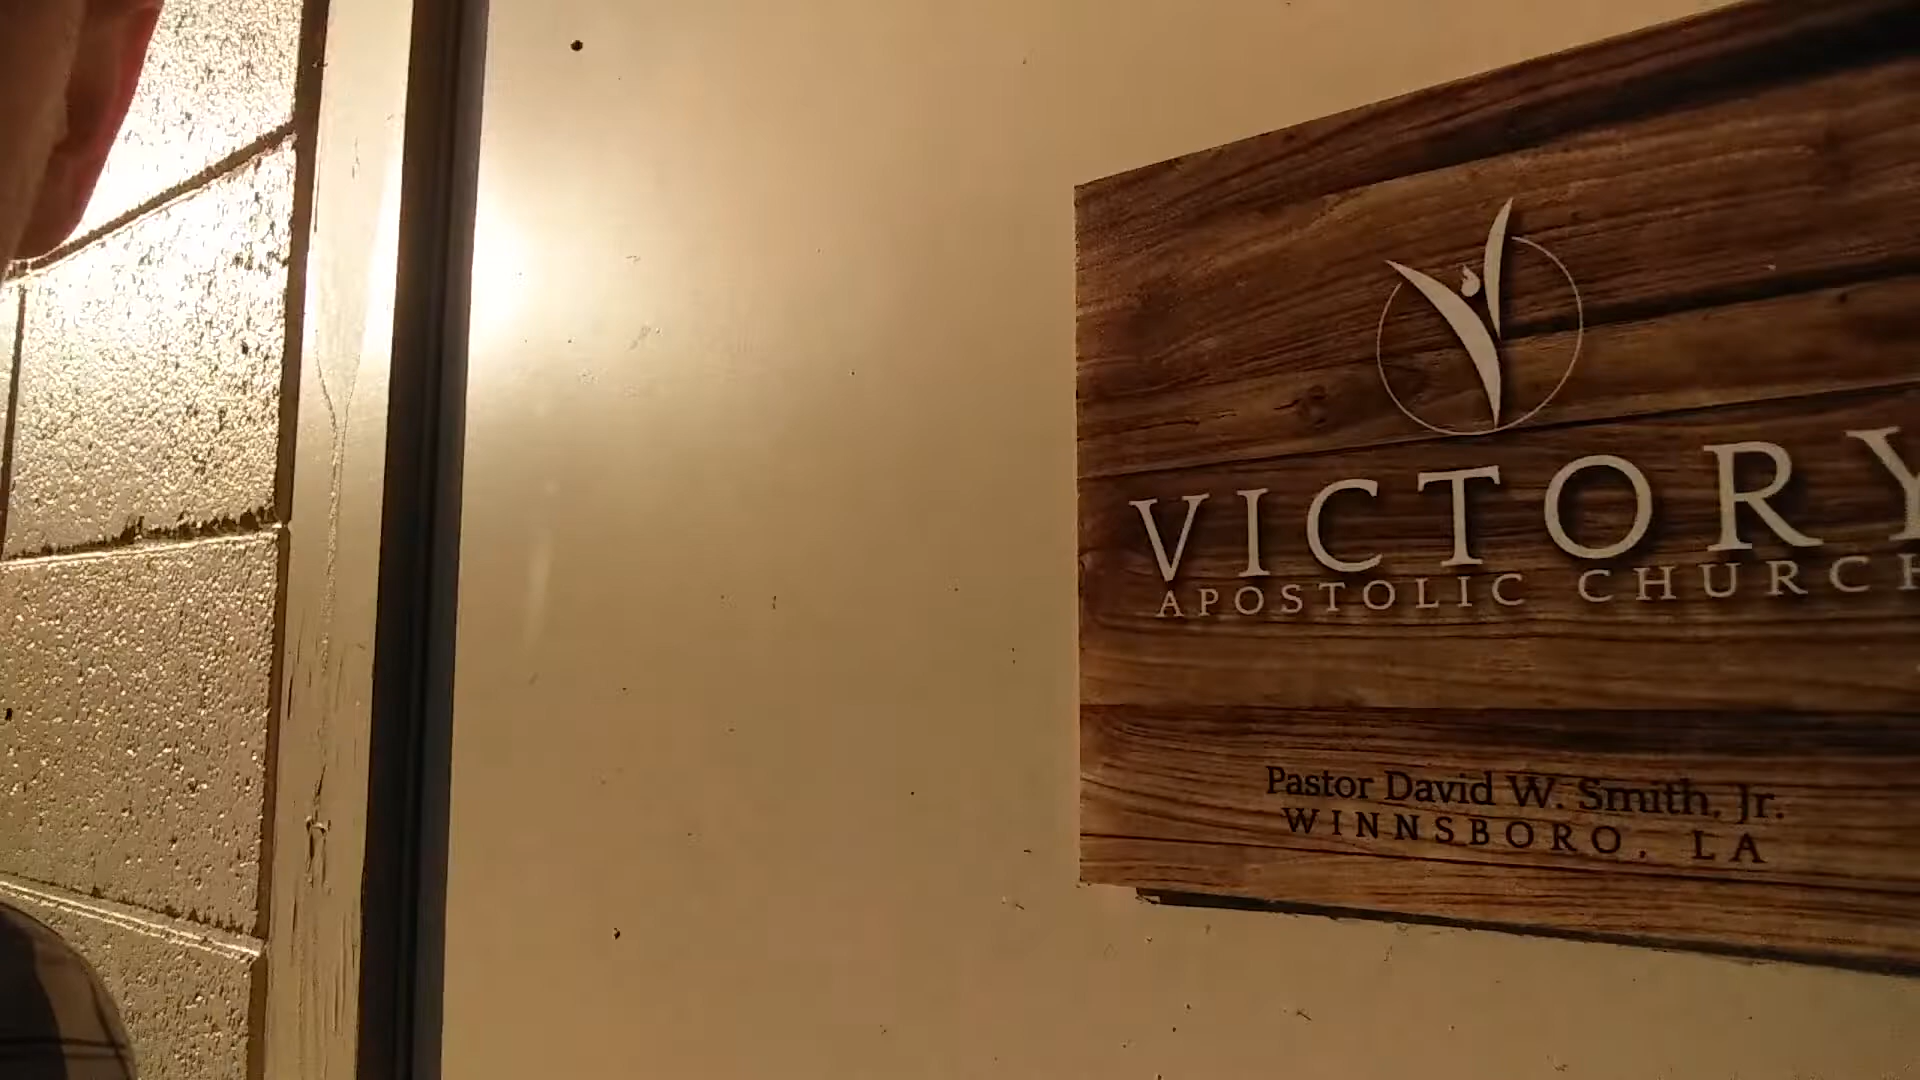 VICTORY
APOSTOLIC CHURCH
Pastor David W. Smith, Jr.
WINNSBORO, LA